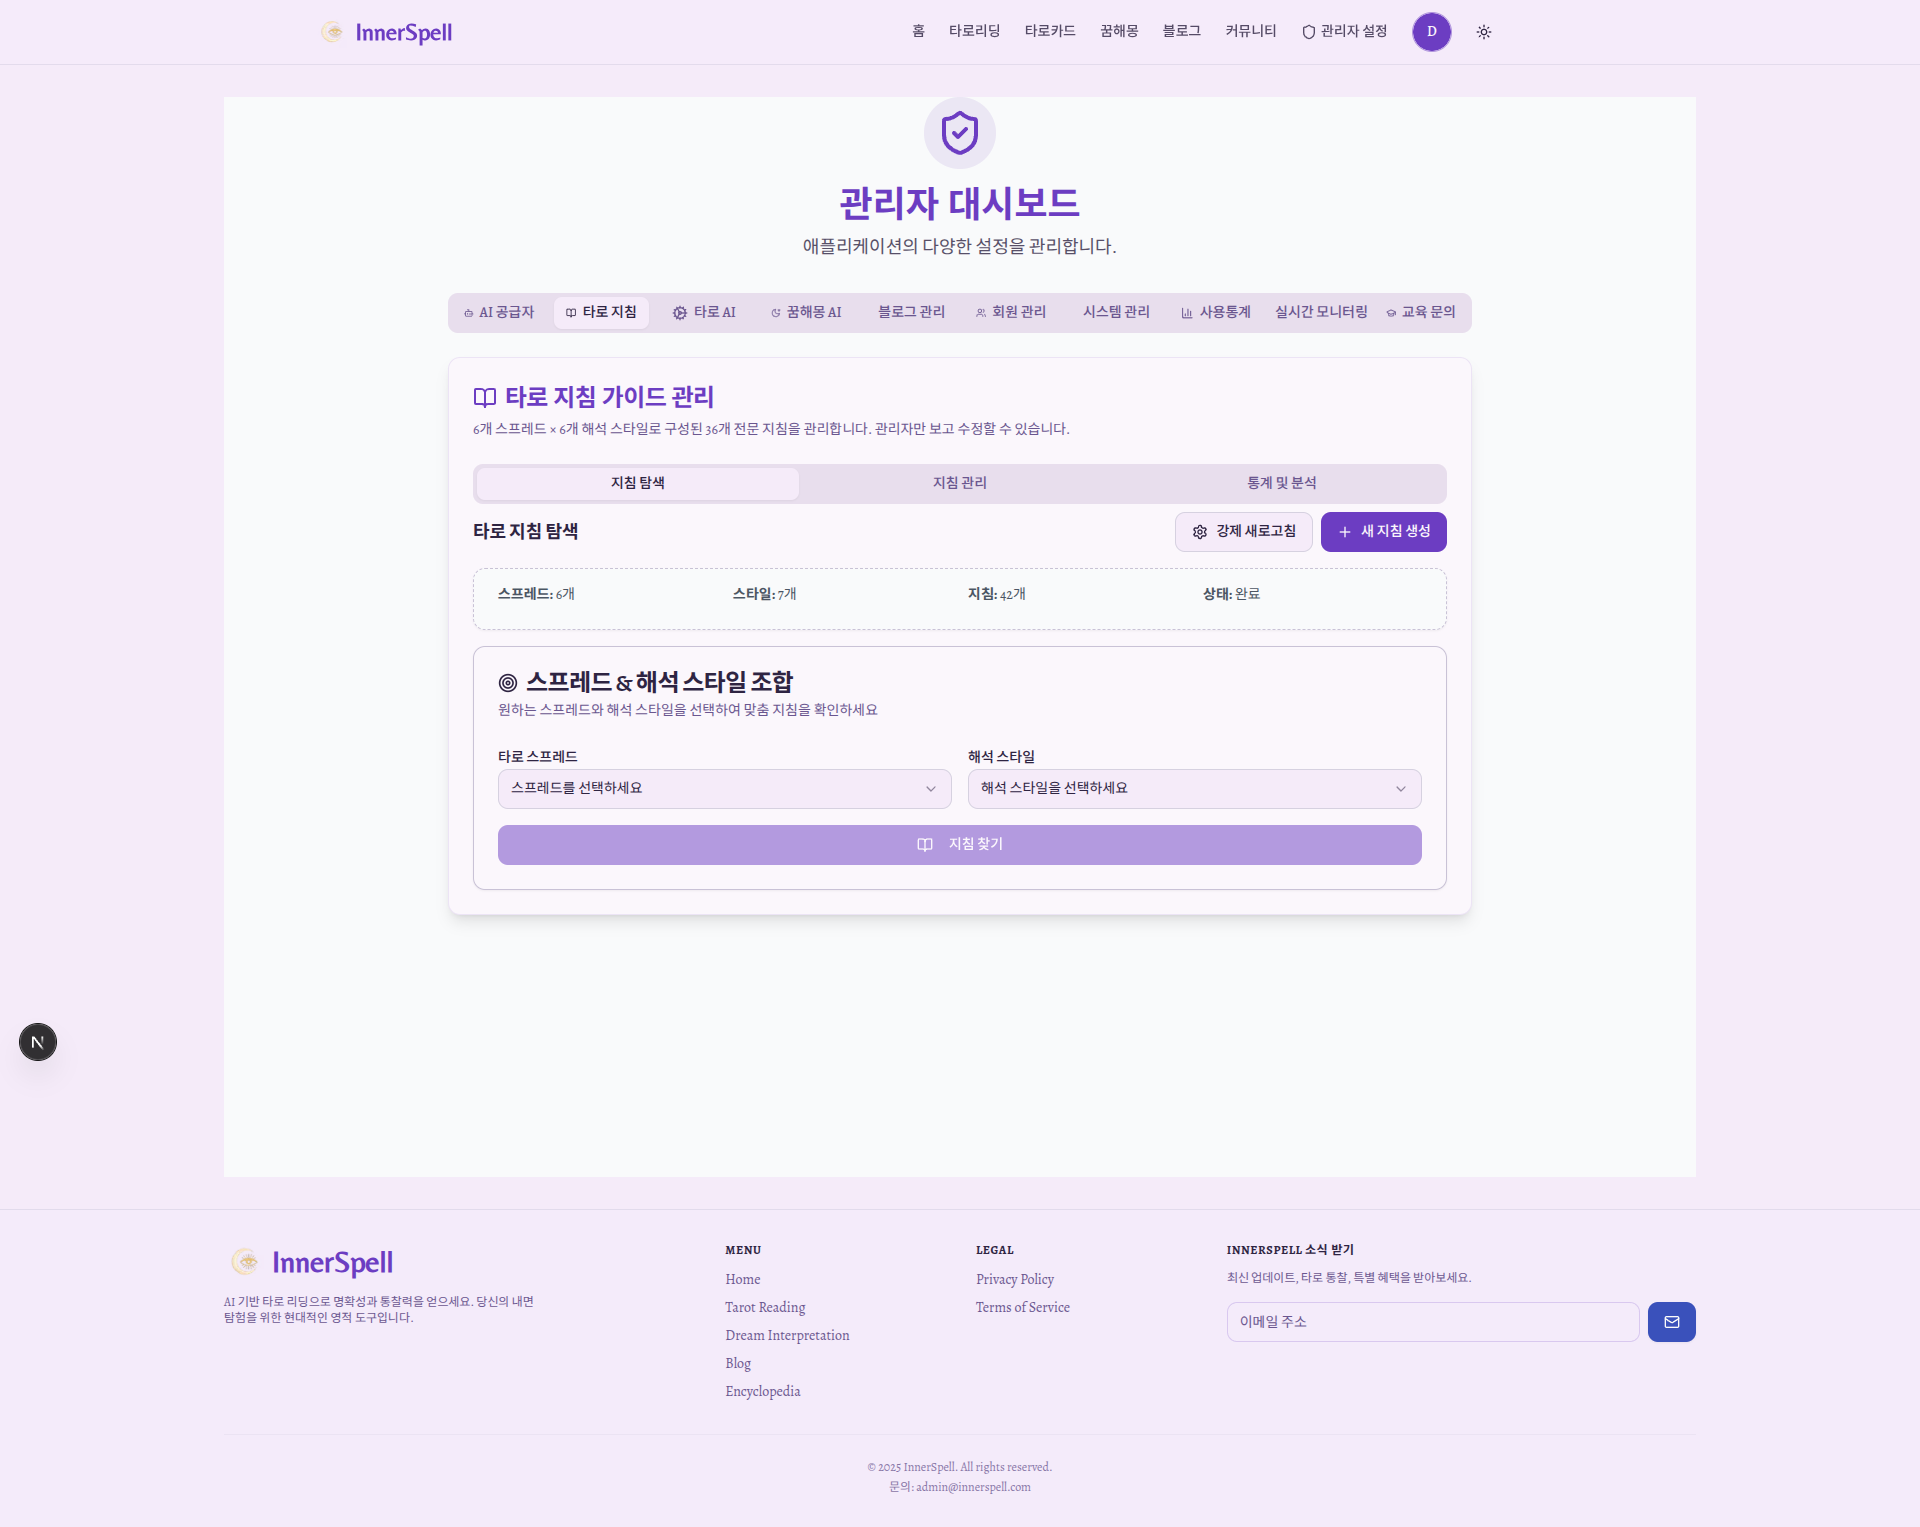 InnerSpell
홈 타로리딩 타로카드 꿈해몽 블로그 커뮤니티 관리자 설정 D
관리자 대시보드
애플리케이션의 다양한 설정을 관리합니다.
AI 공급자 타로 지침 타로 AI 꿈해몽 AI 블로그 관리 회원 관리 시스템 관리 사용통계 실시간 모니터링 교육 문의
타로 지침 가이드 관리
6개 스프레드 × 6개 해석 스타일로 구성된 36개 전문 지침을 관리합니다. 관리자만 보고 수정할 수 있습니다.
지침 탐색 지침 관리 통계 및 분석
타로 지침 탐색
강제 새로고침 새 지침 생성
스프레드: 6개 스타일: 7개 지침: 42개 상태: 완료
스프레드 & 해석 스타일 조합
원하는 스프레드와 해석 스타일을 선택하여 맞춤 지침을 확인하세요
타로 스프레드 해석 스타일
스프레드를 선택하세요 해석 스타일을 선택하세요
지침 찾기
N
InnerSpell
AI 기반 타로 리딩으로 명확성과 통찰력을 얻으세요. 당신의 내면
탐험을 위한 현대적인 영적 도구입니다.
MENU
Home
Tarot Reading
Dream Interpretation
Blog
Encyclopedia
LEGAL
Privacy Policy
Terms of Service
INNERSPELL 소식 받기
최신 업데이트, 타로 통찰, 특별 혜택을 받아보세요.
이메일 주소
© 2025 InnerSpell. All rights reserved.
문의: admin@innerspell.com